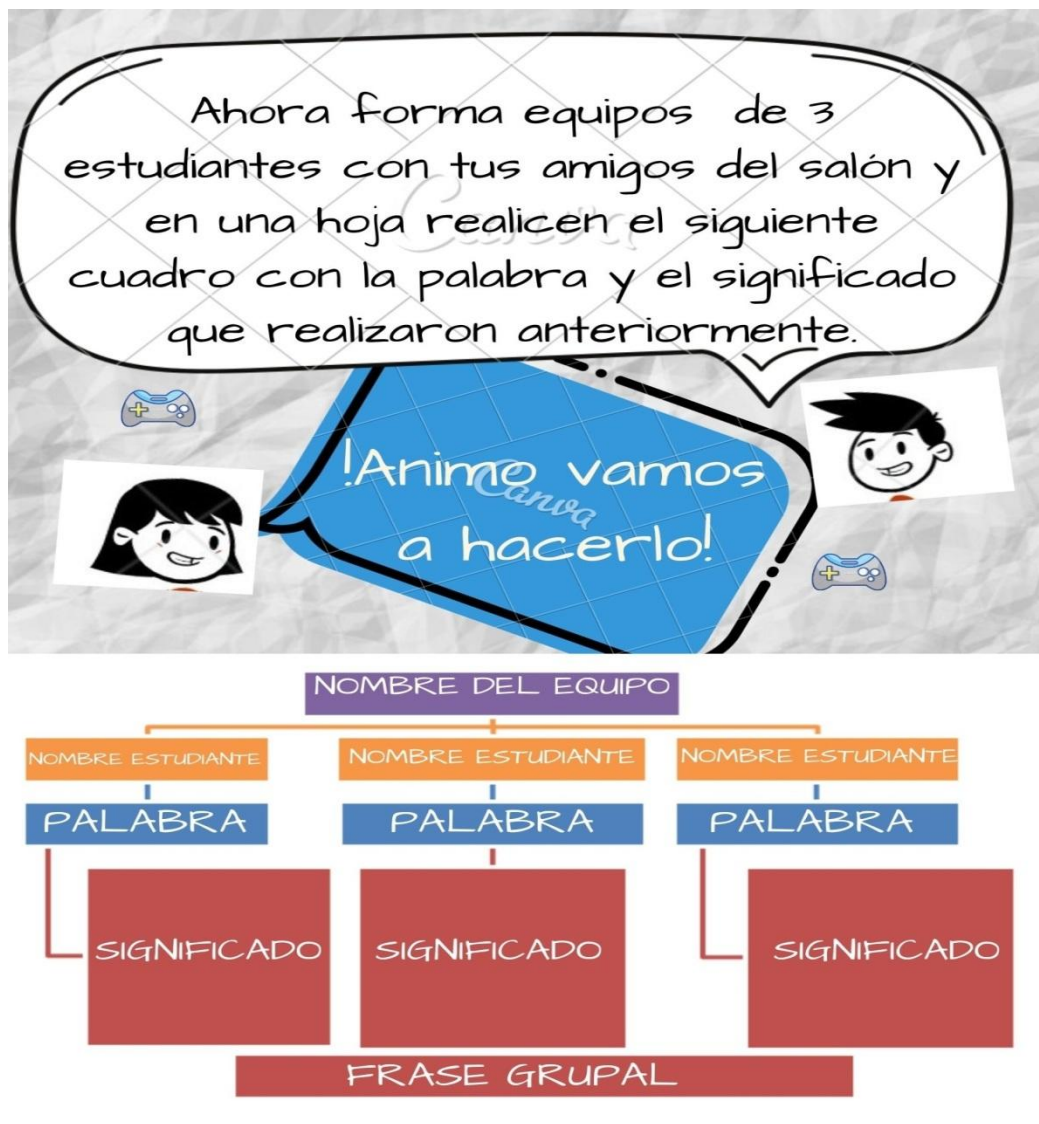 Ahora forma equipos de 3
estudiantes con tus amigos del salón y
en una hoja realicen el siguiente
cuadro con la palabra y el significado
que realizaron anteriormente.
Canva
!Animo vamos
Canva
a hacerlo!
NOMBRE DEL EQUIPO
NOMBRE ESTUDIANTE NOMBRE ESTUDIANTE NOMBRE ESTUDIANTE
PALABRA PALABRA PALABRA
SIGNIFICADO SIGNIFICADO SIGNIFICADO
FRASE GRUPAL